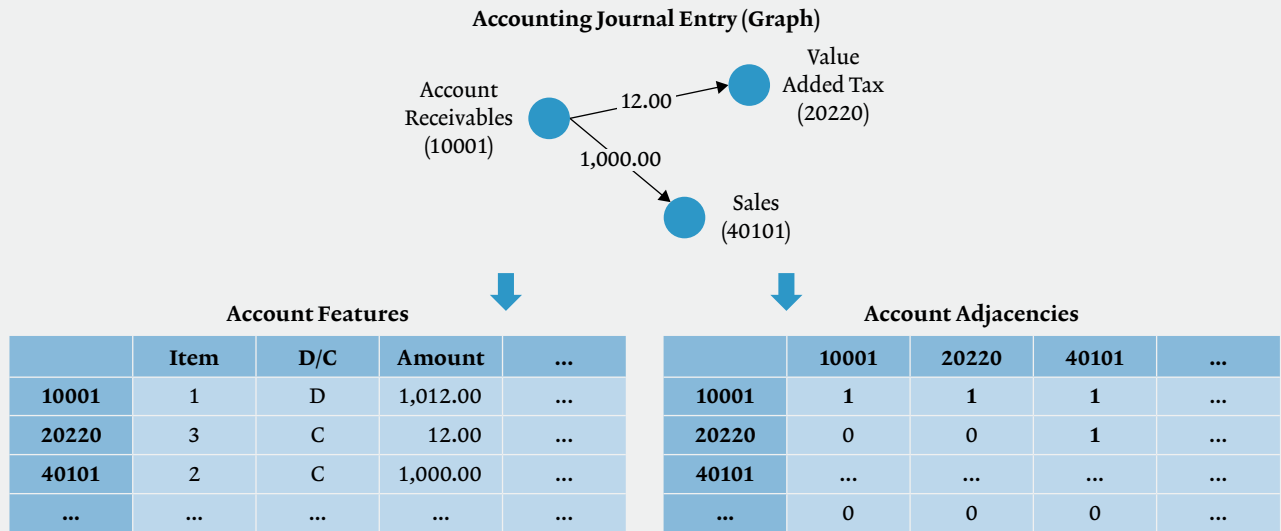 Accounting Journal Entry (Graph)
Account
Receivables
(10001)
12.00
1,000.00
Value
Added Tax
(20220)
Sales
(40101)
Account Features
Item D/C Amount ...
10001 1 D 1,012.00 ...
20220 3 C 12.00 ...
40101 2 C 1,000.00 ...
... ... ... ... ...
Account Adjacencies
10001 20220 40101 ...
10001 1 1 1 ...
20220 0 0 1 ...
40101 ... ... ... ...
... 0 0 0 ...